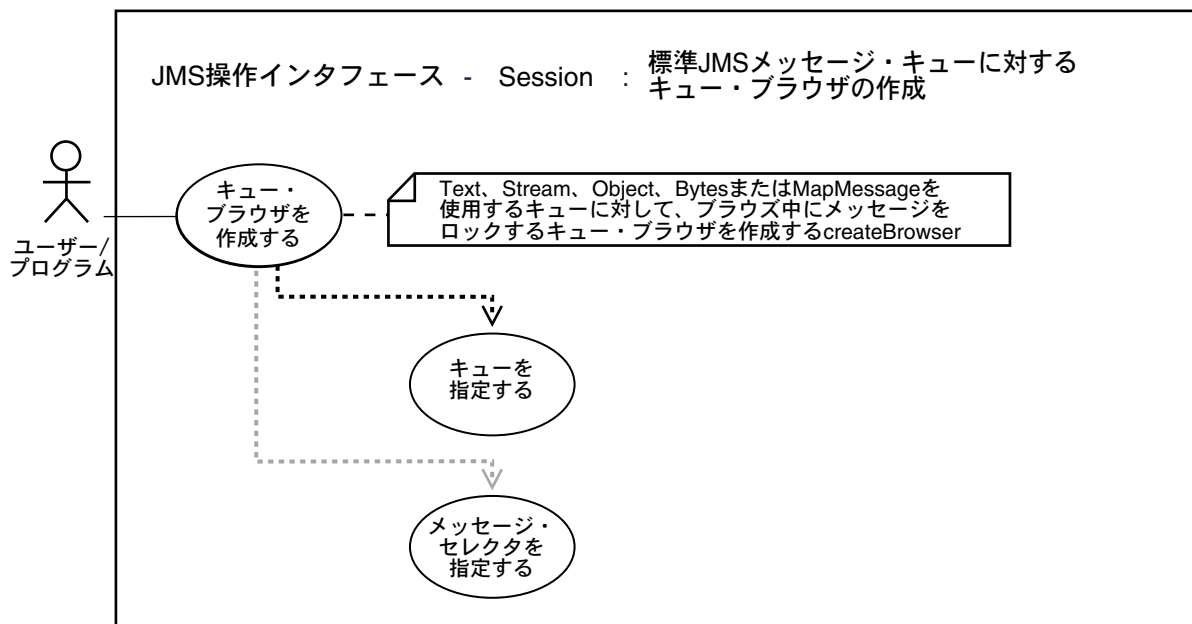 JMS操作インタフェース - Session : 標準JMSメッセージ・キューに対する
キュー・ブラウザの作成
ユーザー/
プログラム
キュー・
ブラウザを
作成する
Text、Stream、Object、BytesまたはMapMessageを
使用するキューに対して、ブラウズ中にメッセージを
ロックするキュー・ブラウザを作成するcreateBrowser
キューを
指定する
メッセージ・
セレクタを
指定する